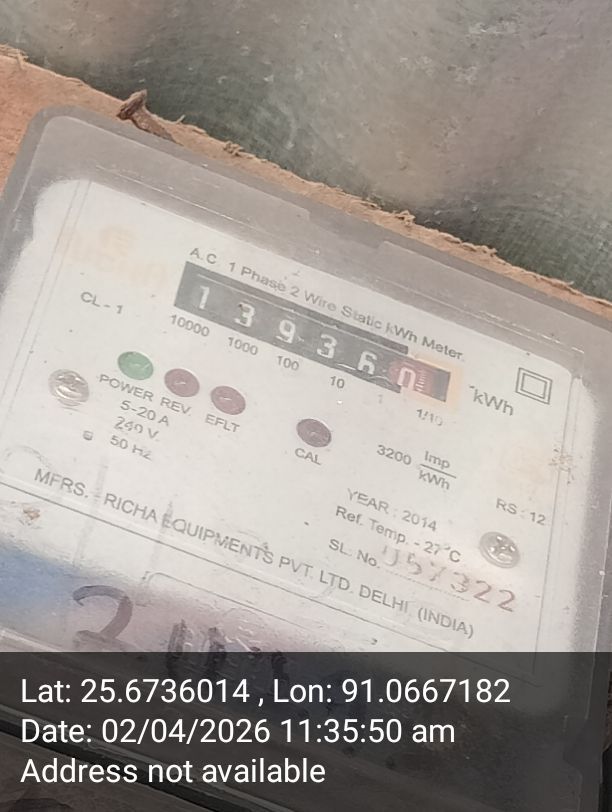 A.C. 1 Phase 2 Wire Static kWh Meter.
CL - 1
1 3 9 3 6 0
kWh
10000 1000 100 10 1 1/10
POWER REV EFLT
CAL
5-20 A
240 V
50 Hz
3200 Imp/kWh
YEAR : 2014
RS : 12
Ref. Temp. - 27°C
SL. No. 057322
MFRS. - RICHA EQUIPMENTS PVT. LTD. DELHI (INDIA)
Lat: 25.6736014 , Lon: 91.0667182
Date: 02/04/2026 11:35:50 am
Address not available